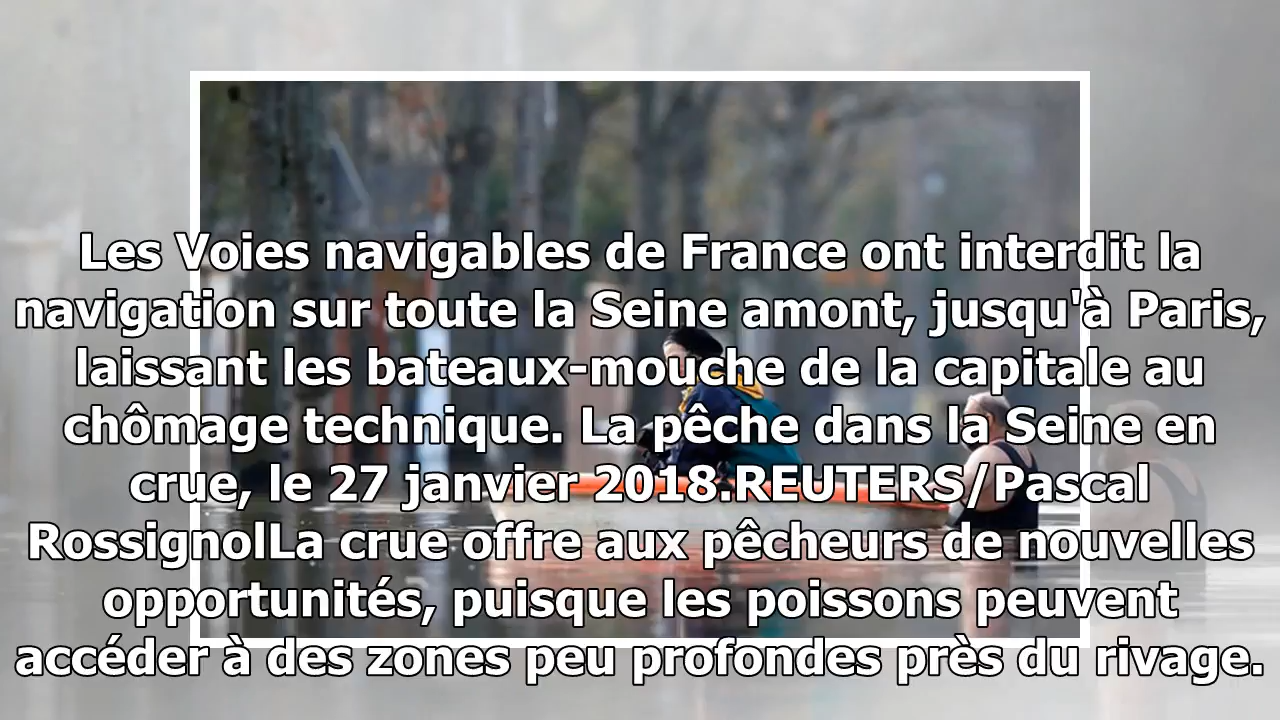 Les Voies navigables de France ont interdit la
navigation sur toute la Seine amont, jusqu'à Paris,
laissant les bateaux-mouche de la capitale au
chômage technique. La pêche dans la Seine en
crue, le 27 janvier 2018.REUTERS/Pascal
RossignolLa crue offre aux pêcheurs de nouvelles
opportunités, puisque les poissons peuvent
accéder à des zones peu profondes près du rivage.